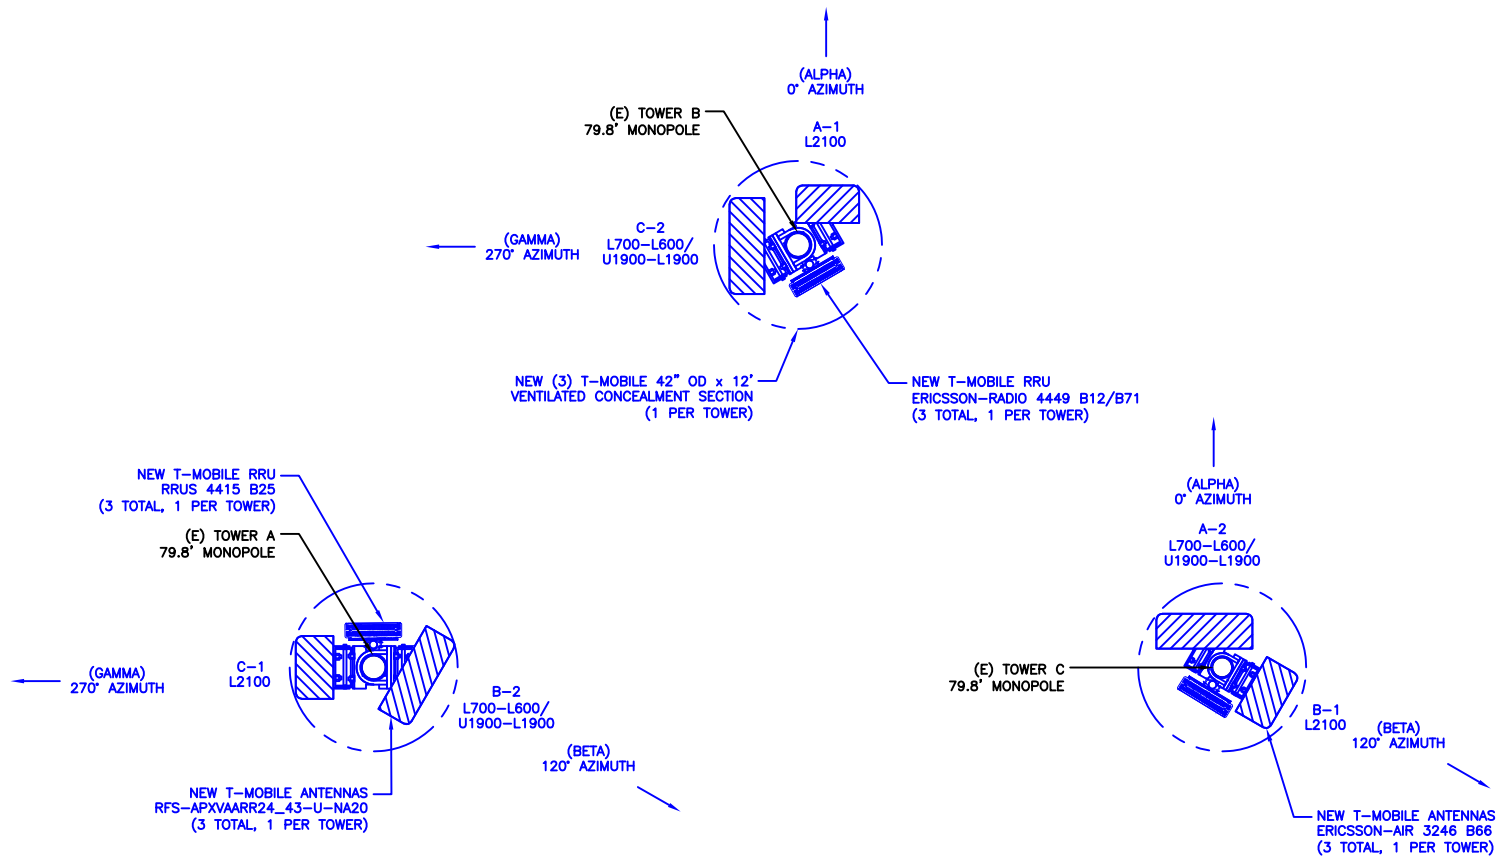 (ALPHA)
0° AZIMUTH
(E) TOWER B
79.8' MONOPOLE
A-1
L2100
C-2
L700-L600/
U1900-L1900
(GAMMA)
270° AZIMUTH
NEW (3) T-MOBILE 42" OD x 12'
VENTILATED CONCEALMENT SECTION
(1 PER TOWER)
NEW T-MOBILE RRU
ERICSSON-RADIO 4449 B12/B71
(3 TOTAL, 1 PER TOWER)
NEW T-MOBILE RRU
RRUS 4415 B25
(3 TOTAL, 1 PER TOWER)
(E) TOWER A
79.8' MONOPOLE
(GAMMA)
270° AZIMUTH
C-1
L2100
B-2
L700-L600/
U1900-L1900
(BETA)
120° AZIMUTH
NEW T-MOBILE ANTENNAS
RFS-APXVAARR24_43-U-NA20
(3 TOTAL, 1 PER TOWER)
(ALPHA)
0° AZIMUTH
A-2
L700-L600/
U1900-L1900
(E) TOWER C
79.8' MONOPOLE
B-1
L2100
(BETA)
120° AZIMUTH
NEW T-MOBILE ANTENNAS
ERICSSON-AIR 3246 B66
(3 TOTAL, 1 PER TOWER)